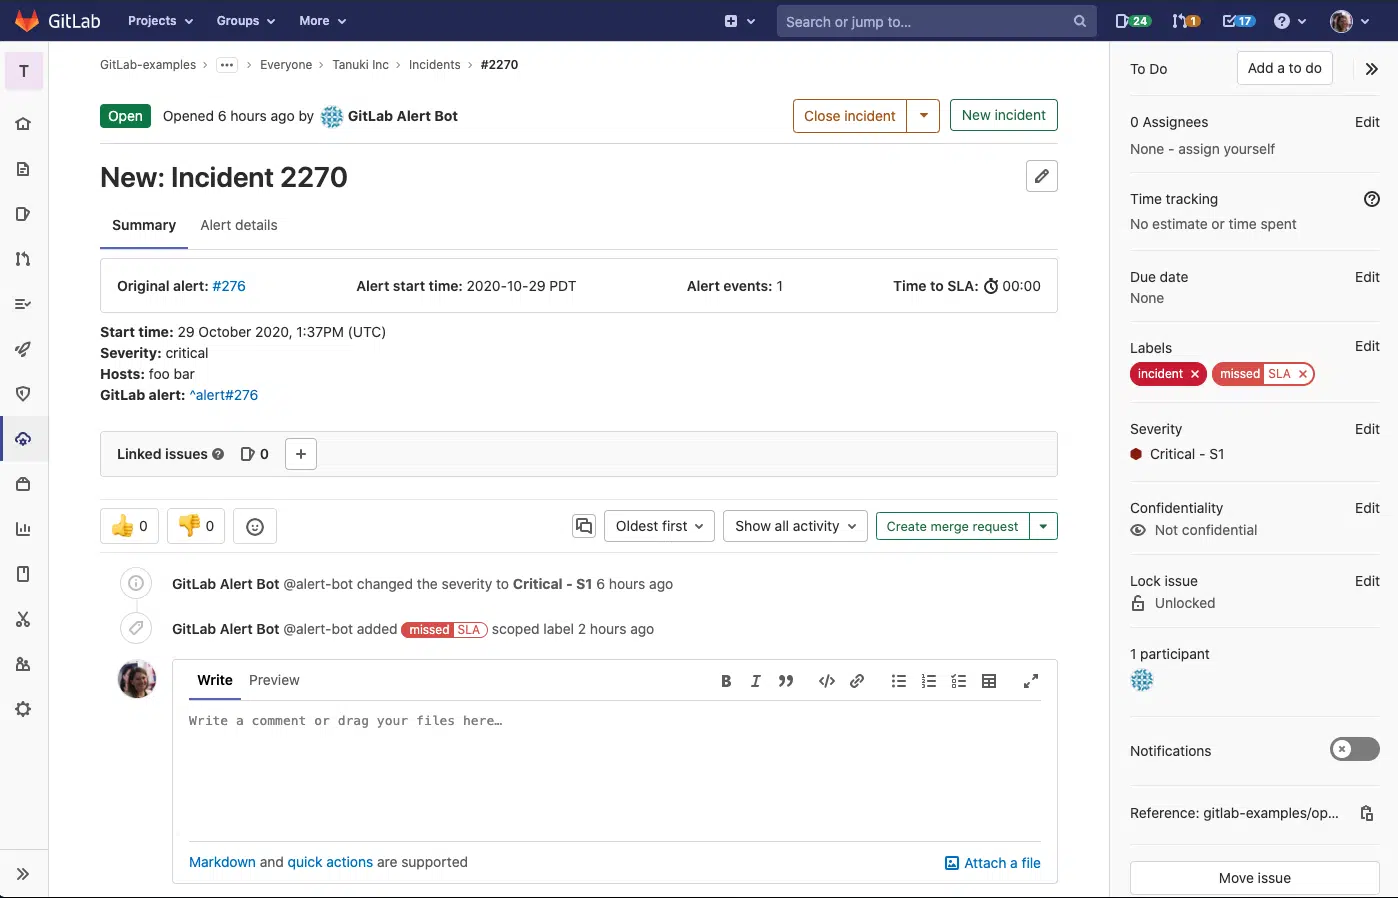 GitLab Projects Groups More Search or jump to... 24 1 17
T
GitLab-examples › ••• › Everyone › Tanuki Inc › Incidents › #2270
Open Opened 6 hours ago by GitLab Alert Bot Close incident New incident
New: Incident 2270
Summary Alert details
Original alert: #276 Alert start time: 2020-10-29 PDT Alert events: 1 Time to SLA: 00:00
Start time: 29 October 2020, 1:37PM (UTC)
Severity: critical
Hosts: foo bar
GitLab alert: ^alert#276
Linked issues 0 +
0 0 Oldest first Show all activity Create merge request
GitLab Alert Bot @alert-bot changed the severity to Critical - S1 6 hours ago
GitLab Alert Bot @alert-bot added missed SLA scoped label 2 hours ago
Write Preview
Write a comment or drag your files here…
Markdown and quick actions are supported Attach a file
To Do Add a to do
0 Assignees Edit
None - assign yourself
Time tracking
No estimate or time spent
Due date Edit
None
Labels Edit
incident × missed SLA ×
Severity Edit
Critical - S1
Confidentiality Edit
Not confidential
Lock issue Edit
Unlocked
1 participant
Notifications
Reference: gitlab-examples/op...
Move issue